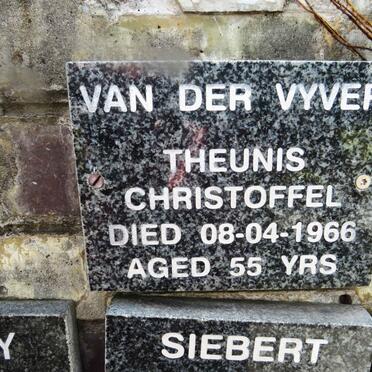 VAN DER VYVER
THEUNIS
CHRISTOFFEL
DIED 08-04-1966
AGED 55 YRS
Y
SIEBERT